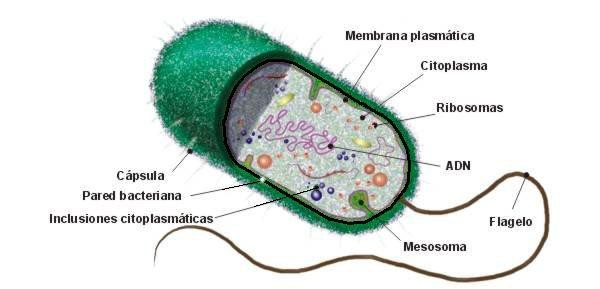 Membrana plasmática
Citoplasma
Ribosomas
ADN
Cápsula
Pared bacteriana
Inclusiones citoplasmáticas
Flagelo
Mesosoma